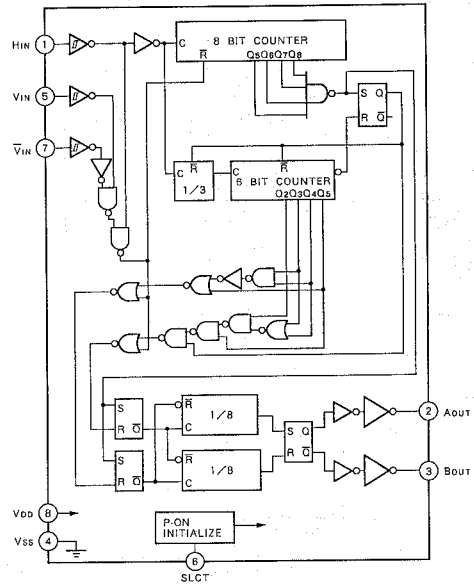 8 BIT COUNTER
HIN 1
C
R̅
Q5Q6Q7Q8
VIN 5
S Q
R Q̅
V̅IN 7
C R̅
1/3
C R̅
6 BIT COUNTER
Q2Q3Q4Q5
S
R Q̅
R̅
C
1/8
S Q
R Q̅
2 AOUT
S
R Q̅
R̅
C
1/8
3 BOUT
VDD 8
VSS 4
P-ON
INITIALIZE
6
SLCT